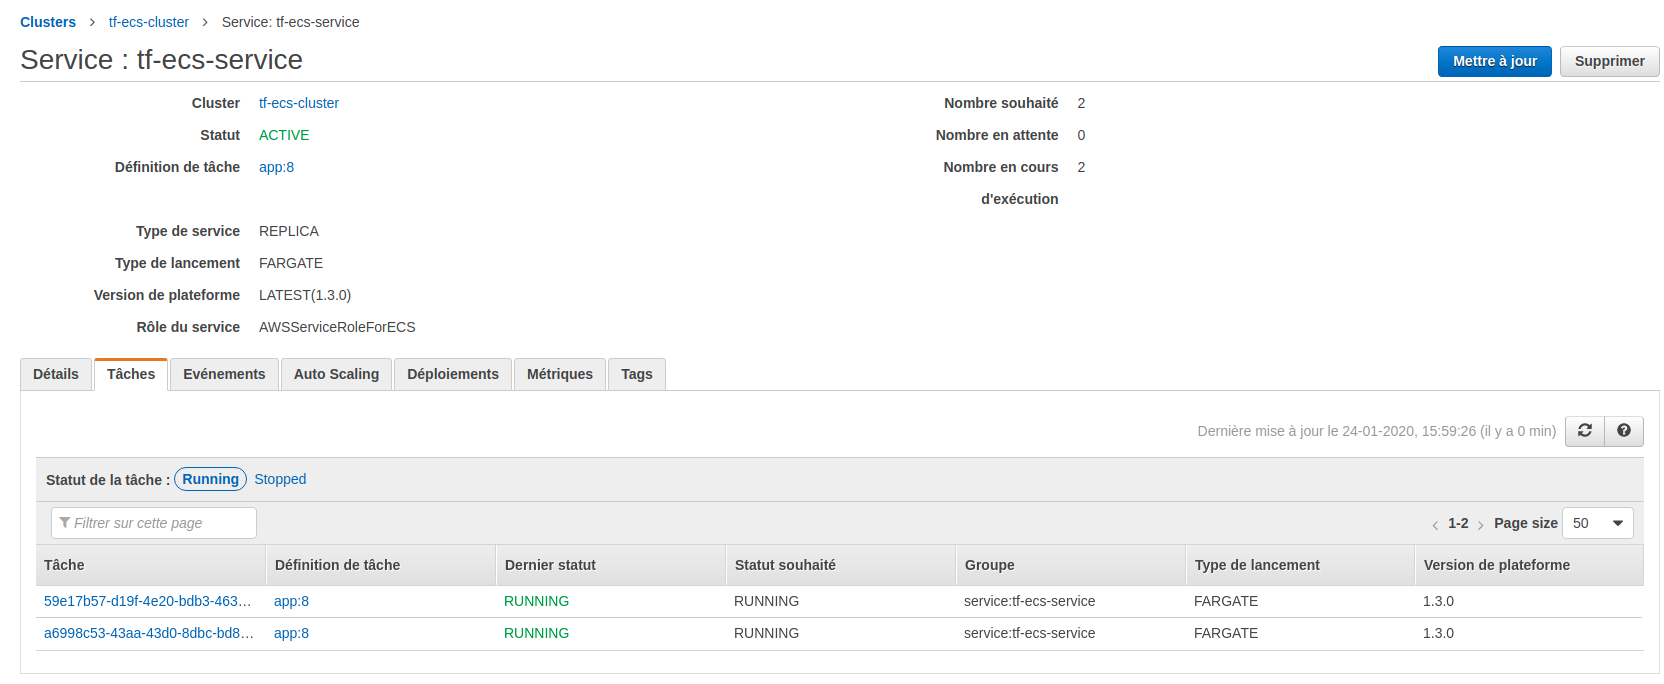 Clusters > tf-ecs-cluster > Service: tf-ecs-service
Service : tf-ecs-service
Mettre à jour Supprimer
Cluster tf-ecs-cluster Nombre souhaité 2
Statut ACTIVE Nombre en attente 0
Définition de tâche app:8 Nombre en cours 2
d'exécution
Type de service REPLICA
Type de lancement FARGATE
Version de plateforme LATEST(1.3.0)
Rôle du service AWSServiceRoleForECS
Détails Tâches Evénements Auto Scaling Déploiements Métriques Tags
Dernière mise à jour le 24-01-2020, 15:59:26 (il y a 0 min)
Statut de la tâche : Running Stopped
Filtrer sur cette page < 1-2 > Page size 50
Tâche Définition de tâche Dernier statut Statut souhaité Groupe Type de lancement Version de plateforme
59e17b57-d19f-4e20-bdb3-463... app:8 RUNNING RUNNING service:tf-ecs-service FARGATE 1.3.0
a6998c53-43aa-43d0-8dbc-bd8... app:8 RUNNING RUNNING service:tf-ecs-service FARGATE 1.3.0